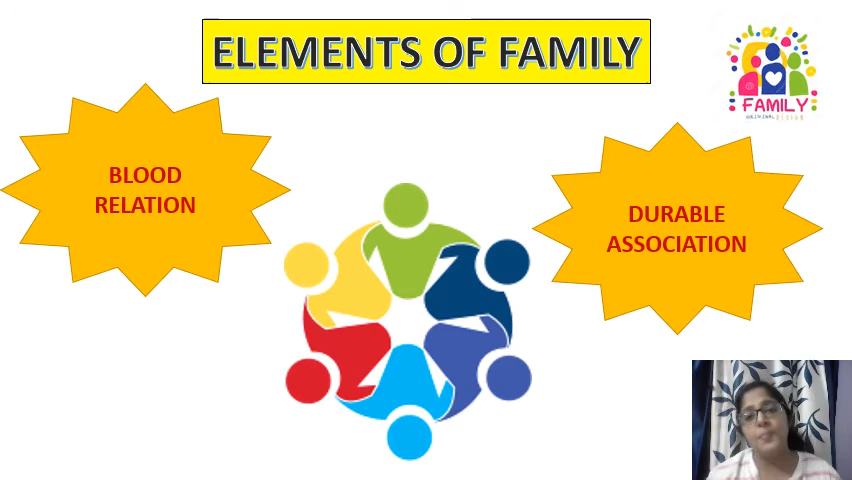 ELEMENTS OF FAMILY
FAMILY
BLOOD
RELATION
DURABLE
ASSOCIATION